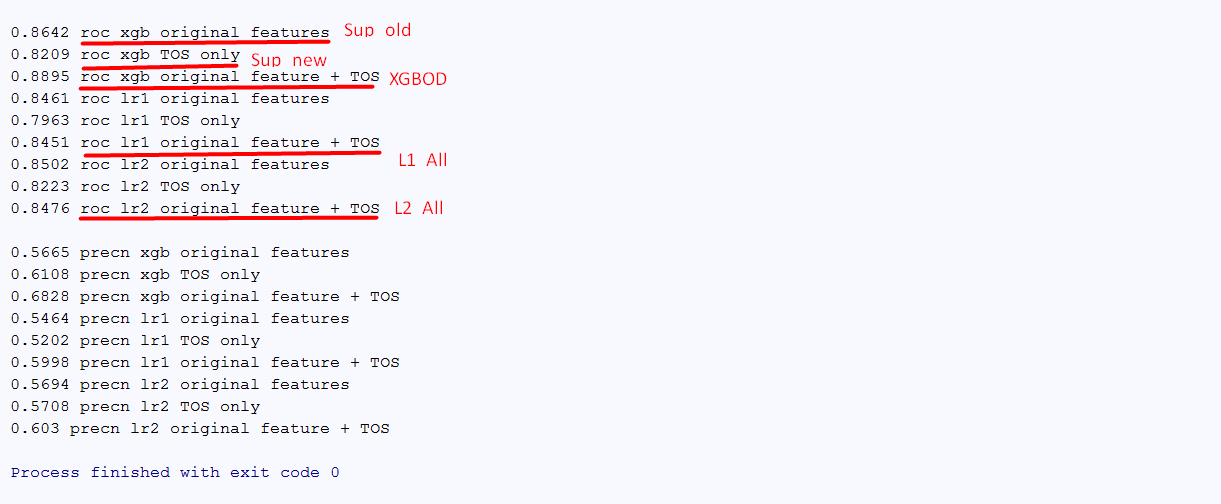 0.8642 roc xgb original features Sup old
0.8209 roc xgb TOS only Sup new
0.8895 roc xgb original feature + TOS XGBOD
0.8461 roc lr1 original features
0.7963 roc lr1 TOS only
0.8451 roc lr1 original feature + TOS L1 All
0.8502 roc lr2 original features
0.8223 roc lr2 TOS only
0.8476 roc lr2 original feature + TOS L2 All
0.5665 precn xgb original features
0.6108 precn xgb TOS only
0.6828 precn xgb original feature + TOS
0.5464 precn lr1 original features
0.5202 precn lr1 TOS only
0.5998 precn lr1 original feature + TOS
0.5694 precn lr2 original features
0.5708 precn lr2 TOS only
0.603 precn lr2 original feature + TOS
Process finished with exit code 0